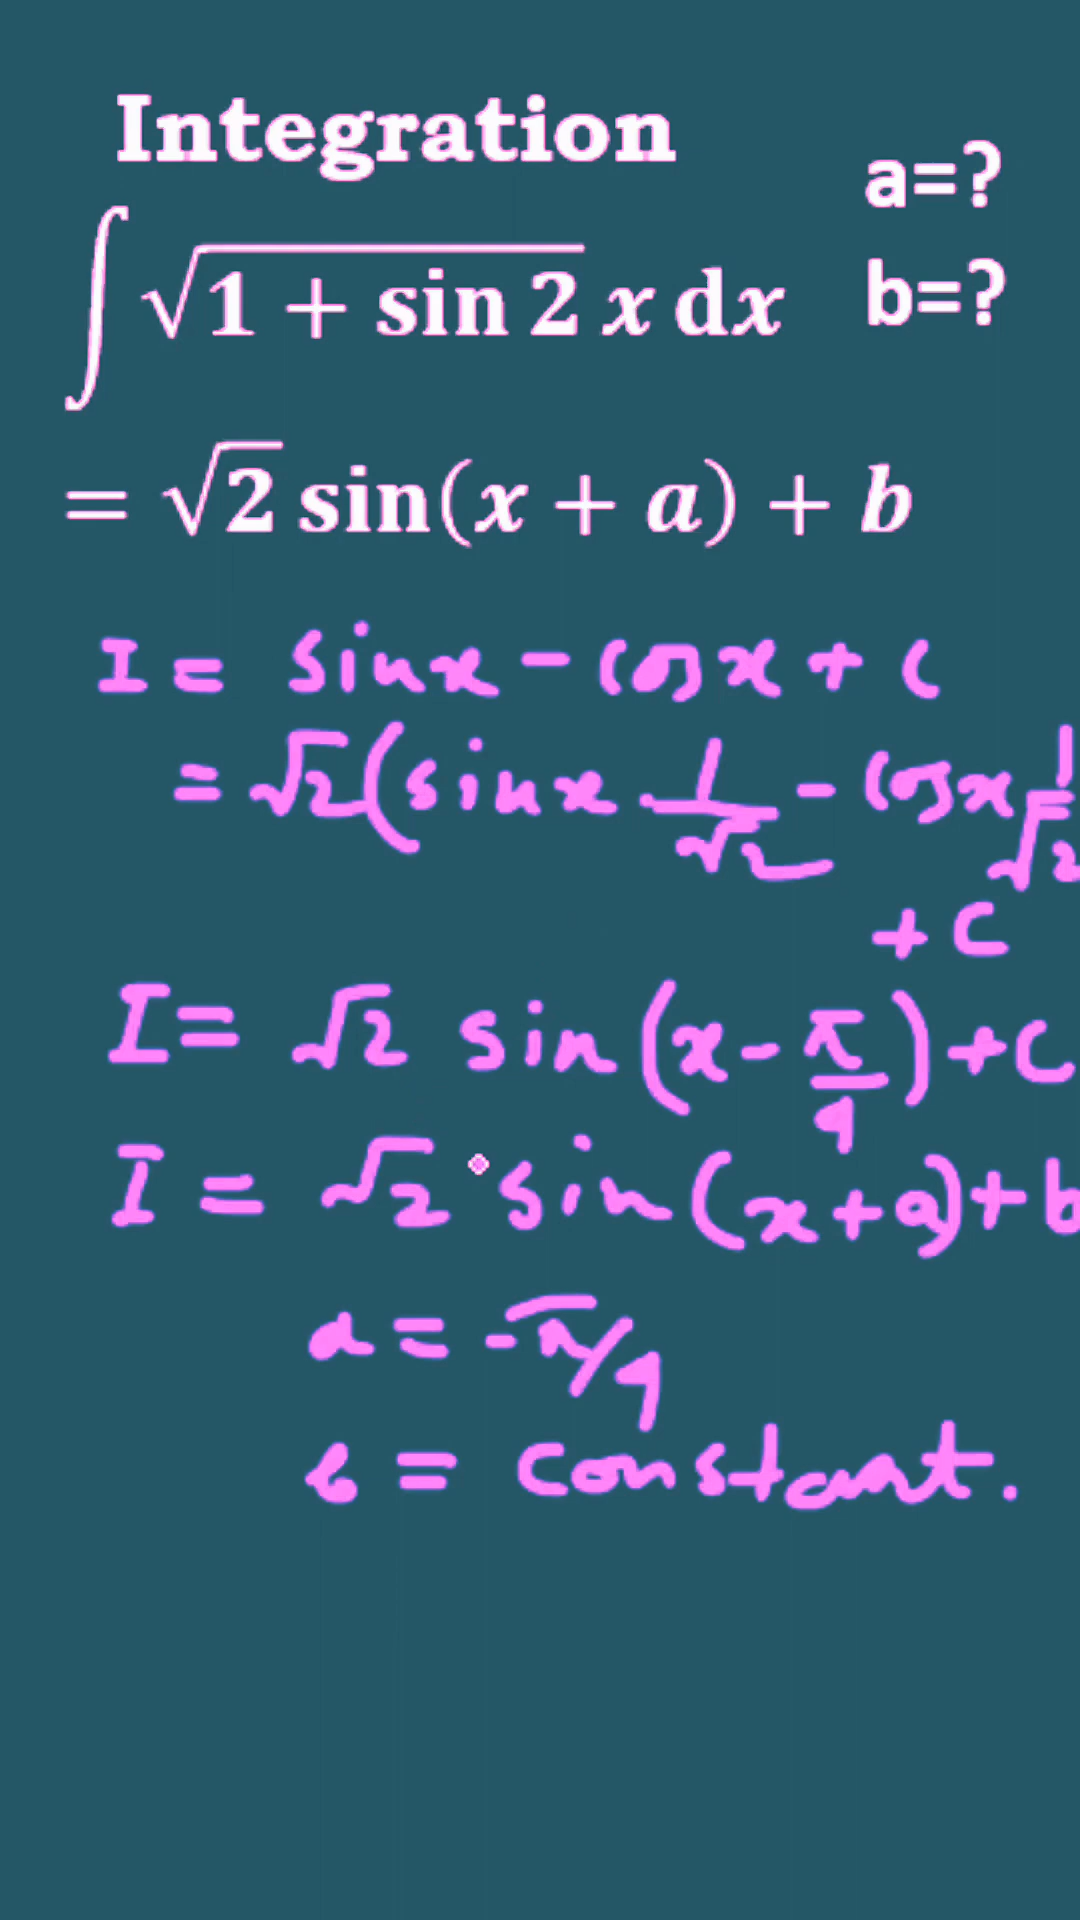 Integration
a=?
∫ √1 + sin 2 x dx
b=?
= √2 sin(x + a) + b
I = sinx - cosx + c
= √2(sinx 1/√2 - cosx 1/√2
+ C
I = √2 sin(x - π/4) + C
I = √2 sin(x+a)+b
a = -π/4
b = constant.